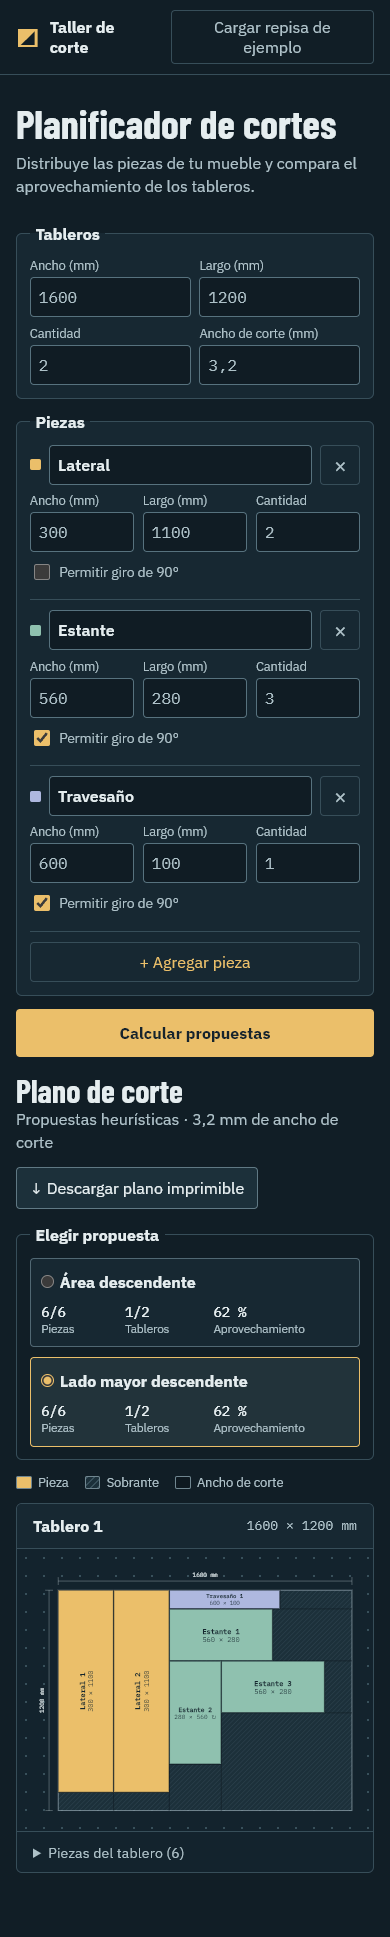 Taller de
corte
Cargar repisa de
ejemplo
Planificador de cortes
Distribuye las piezas de tu mueble y compara el
aprovechamiento de los tableros.
Tableros
Ancho (mm) Largo (mm)
1600 1200
Cantidad Ancho de corte (mm)
2 3,2
Piezas
Lateral ×
Ancho (mm) Largo (mm) Cantidad
300 1100 2
Permitir giro de 90°
Estante ×
Ancho (mm) Largo (mm) Cantidad
560 280 3
Permitir giro de 90°
Travesaño ×
Ancho (mm) Largo (mm) Cantidad
600 100 1
Permitir giro de 90°
+ Agregar pieza
Calcular propuestas
Plano de corte
Propuestas heurísticas · 3,2 mm de ancho de
corte
↓ Descargar plano imprimible
Elegir propuesta
Área descendente
6/6 1/2 62 %
Piezas Tableros Aprovechamiento
Lado mayor descendente
6/6 1/2 62 %
Piezas Tableros Aprovechamiento
Pieza Sobrante Ancho de corte
Tablero 1 1600 × 1200 mm
1600 mm
1200 mm
Lateral 1
300 × 1100
Lateral 2
300 × 1100
Travesaño 1
600 × 100
Estante 1
560 × 280
Estante 2
280 × 560 ↻
Estante 3
560 × 280
▶ Piezas del tablero (6)